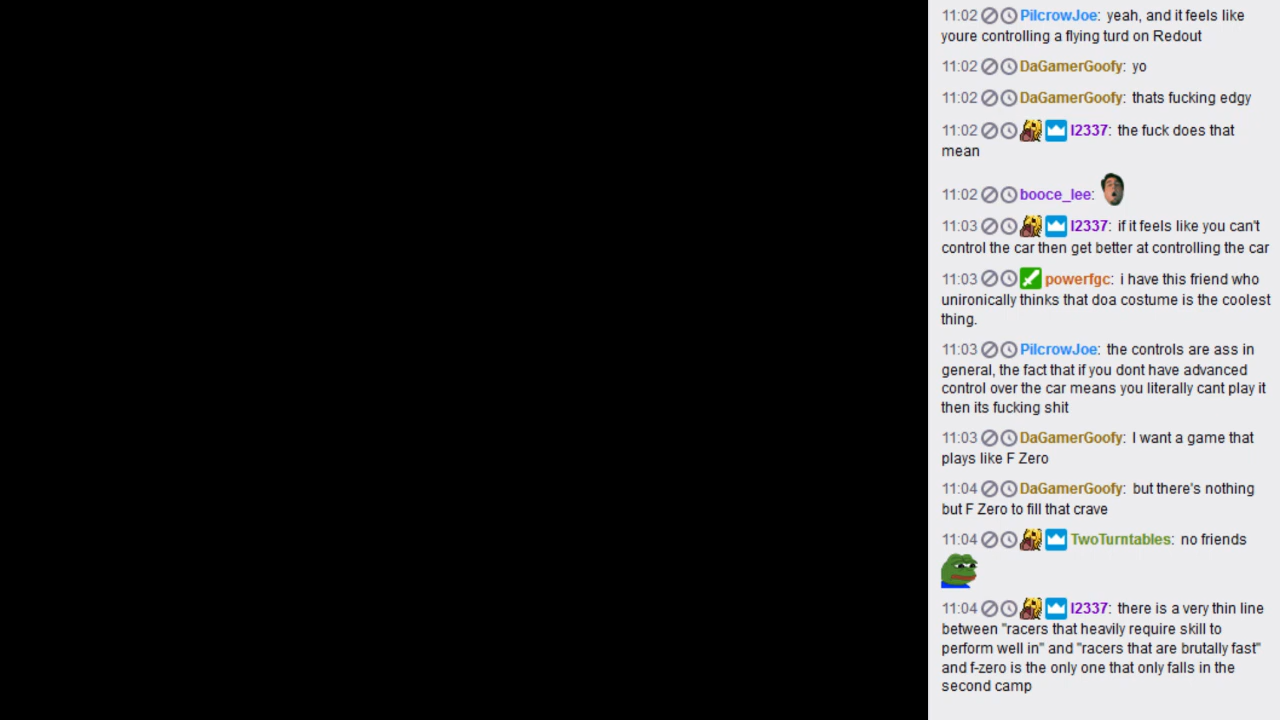 11:02 PilcrowJoe: yeah, and it feels like
youre controlling a flying turd on Redout
11:02 DaGamerGoofy: yo
11:02 DaGamerGoofy: thats fucking edgy
11:02 l2337: the fuck does that
mean
11:02 booce_lee:
11:03 l2337: if it feels like you can't
control the car then get better at controlling the car
11:03 powerfgc: i have this friend who
unironically thinks that doa costume is the coolest
thing.
11:03 PilcrowJoe: the controls are ass in
general, the fact that if you dont have advanced
control over the car means you literally cant play it
then its fucking shit
11:03 DaGamerGoofy: I want a game that
plays like F Zero
11:04 DaGamerGoofy: but there's nothing
but F Zero to fill that crave
11:04 TwoTurntables: no friends
11:04 l2337: there is a very thin line
between "racers that heavily require skill to
perform well in" and "racers that are brutally fast"
and f-zero is the only one that only falls in the
second camp